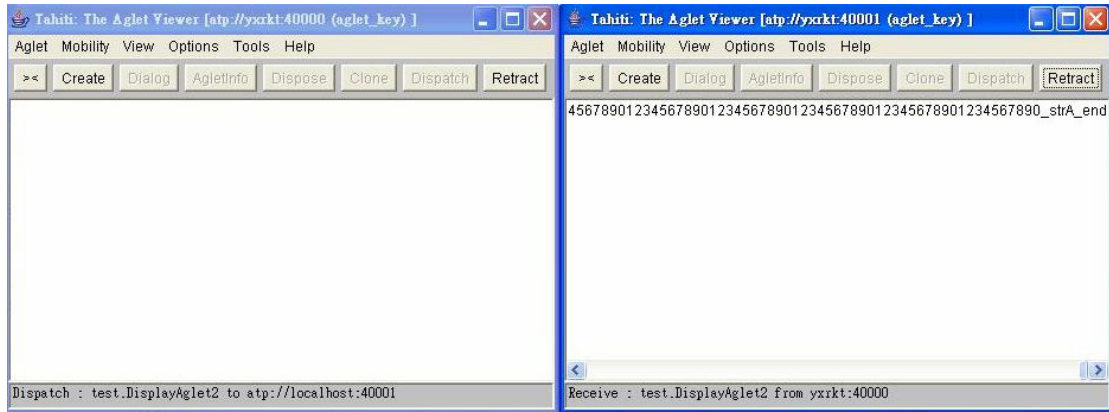 Tahiti: The Aglet Viewer [atp://yxrkt:40000 (aglet_key) ]
Aglet Mobility View Options Tools Help
>< Create Dialog AgletInfo Dispose Clone Dispatch Retract
Dispatch : test.DisplayAglet2 to atp://localhost:40001
Tahiti: The Aglet Viewer [atp://yxrkt:40001 (aglet_key) ]
Aglet Mobility View Options Tools Help
>< Create Dialog AgletInfo Dispose Clone Dispatch Retract
456789012345678901234567890123456789012345678901234567890_strA_end
Receive : test.DisplayAglet2 from yxrkt:40000